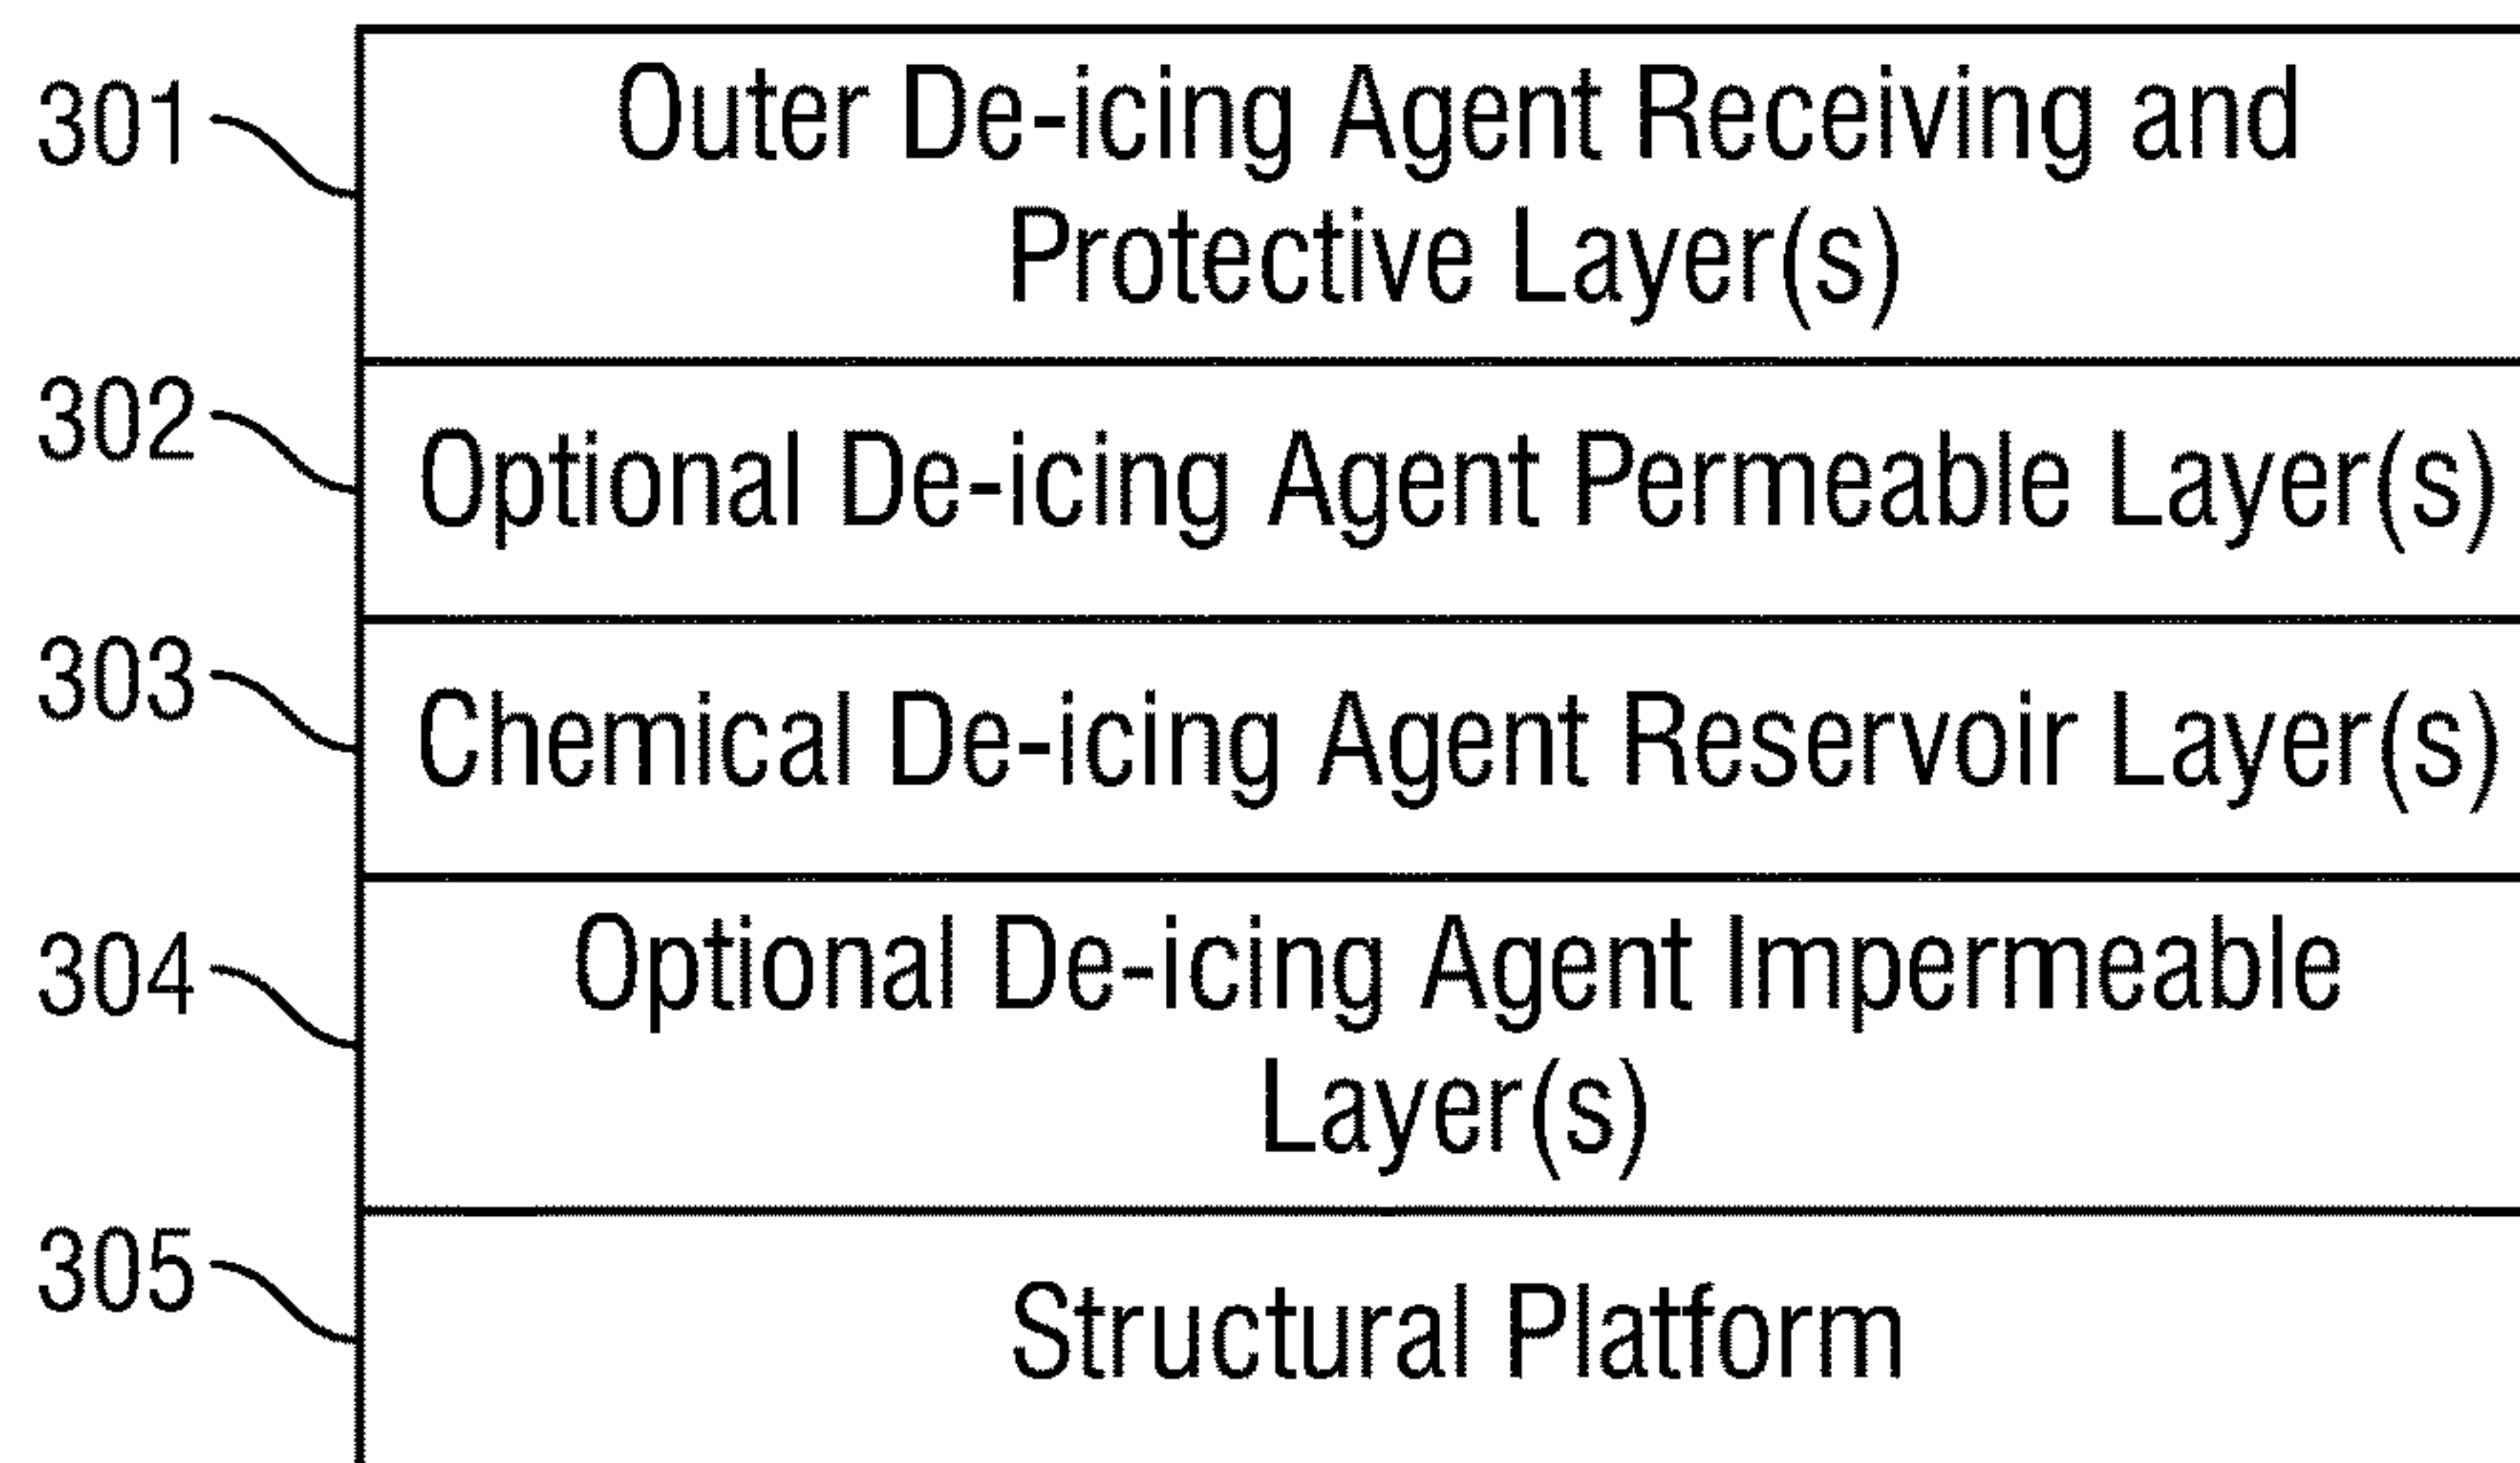 301
Outer De-icing Agent Receiving and
Protective Layer(s)
302
Optional De-icing Agent Permeable Layer(s)
303
Chemical De-icing Agent Reservoir Layer(s)
304
Optional De-icing Agent Impermeable
Layer(s)
305
Structural Platform